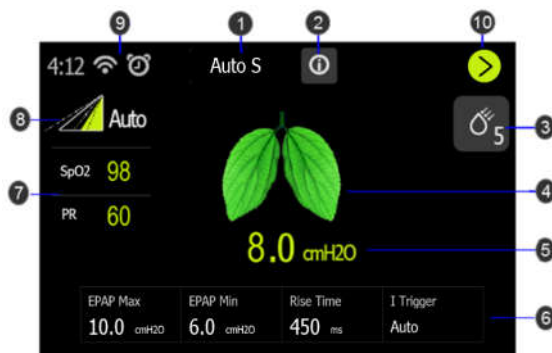 9 1 2 10
4:12 Auto S
8 Auto 5 3
SpO2 98
7
PR 60 4
8.0 cmH2O 5
EPAP Max EPAP Min Rise Time I Trigger
10.0 cmH2O 6.0 cmH2O 450 ms Auto 6